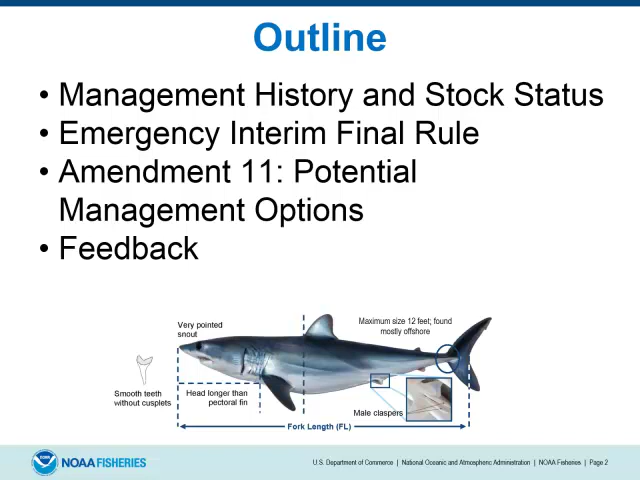 Outline
• Management History and Stock Status
• Emergency Interim Final Rule
• Amendment 11: Potential
Management Options
• Feedback
Very pointed
snout
Maximum size 12 feet; found
mostly offshore
Smooth teeth
without cusplets
Head longer than
pectoral fin
Male claspers
Fork Length (FL)
NOAA
NOAA FISHERIES
U.S. Department of Commerce | National Oceanic and Atmospheric Administration | NOAA Fisheries | Page 2